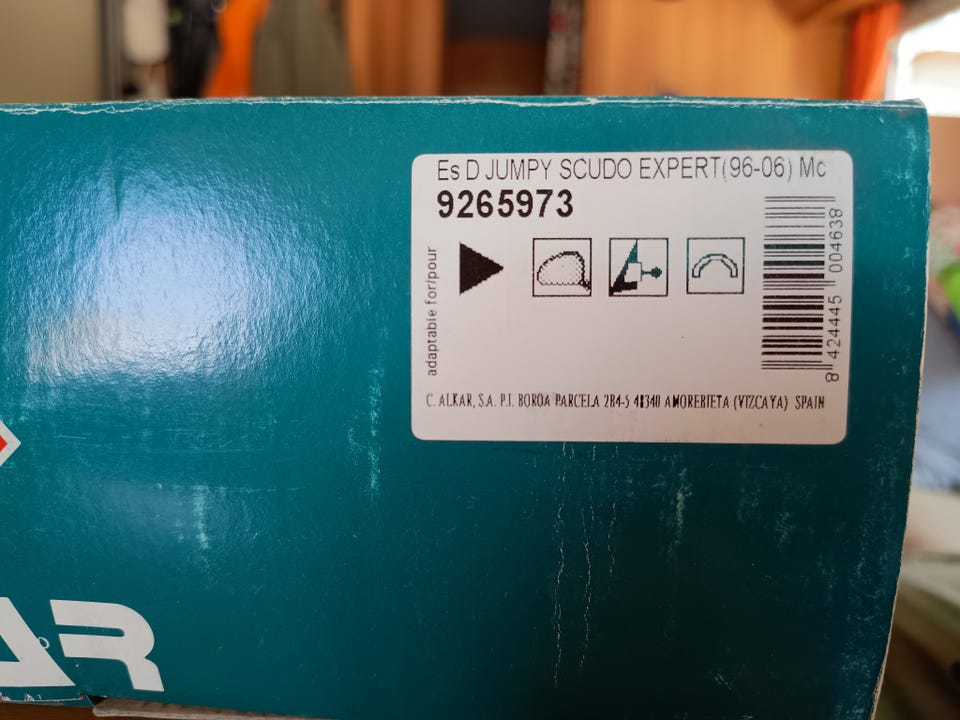 Es D JUMPY SCUDO EXPERT(96-06) Mc
9265973
adaptable for/pour
8 424445 004638
C. ALKAR, S.A. P.I. BOROA PARCELA 2B4-5 48340 AMOREBIETA (VIZCAYA) SPAIN
AR